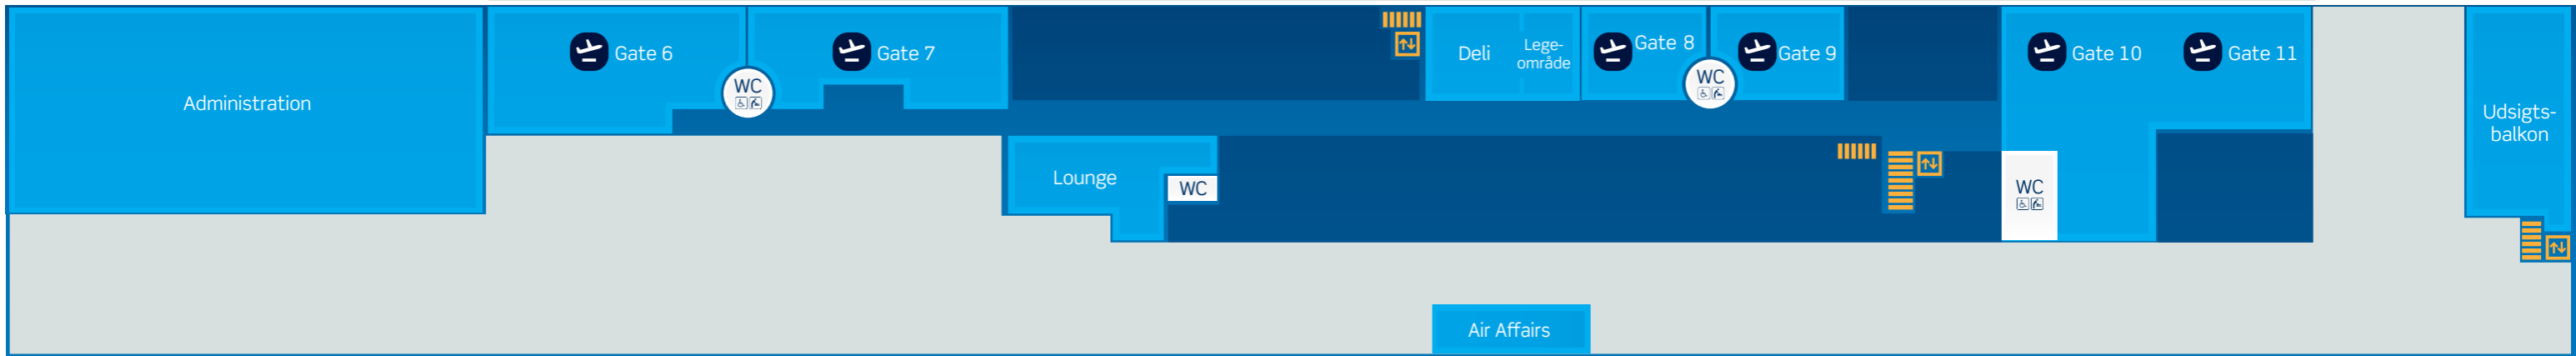 Administration
Gate 6
WC
Gate 7
Deli
Lege-
område
Gate 8
WC
Gate 9
Gate 10
Gate 11
Udsigts-
balkon
Lounge
WC
WC
Air Affairs